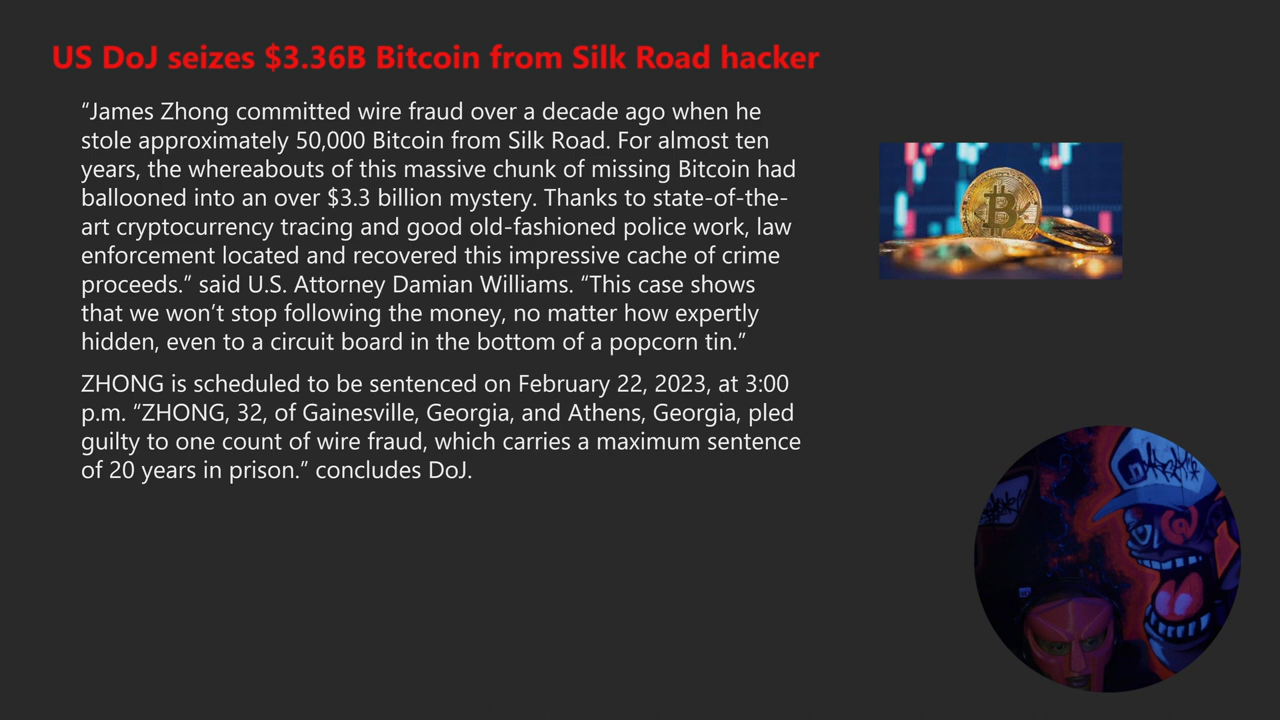 US DoJ seizes $3.36B Bitcoin from Silk Road hacker
“James Zhong committed wire fraud over a decade ago when he
stole approximately 50,000 Bitcoin from Silk Road. For almost ten
years, the whereabouts of this massive chunk of missing Bitcoin had
ballooned into an over $3.3 billion mystery. Thanks to state-of-the-
art cryptocurrency tracing and good old-fashioned police work, law
enforcement located and recovered this impressive cache of crime
proceeds.” said U.S. Attorney Damian Williams. “This case shows
that we won’t stop following the money, no matter how expertly
hidden, even to a circuit board in the bottom of a popcorn tin.”
ZHONG is scheduled to be sentenced on February 22, 2023, at 3:00
p.m. “ZHONG, 32, of Gainesville, Georgia, and Athens, Georgia, pled
guilty to one count of wire fraud, which carries a maximum sentence
of 20 years in prison.” concludes DoJ.